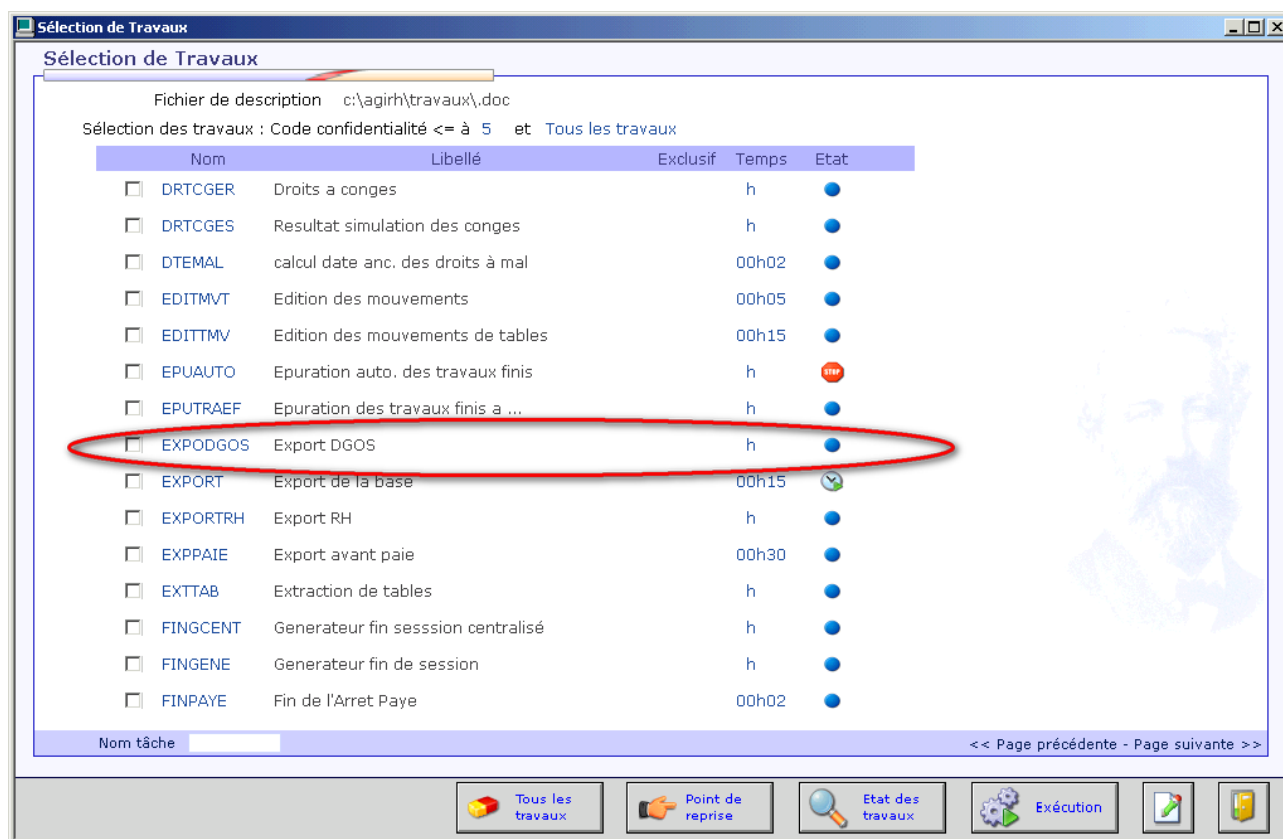 Sélection de Travaux
Sélection de Travaux
Fichier de description c:\agirh\travaux\.doc
Sélection des travaux : Code confidentialité <= à 5 et Tous les travaux
Nom Libellé Exclusif Temps Etat
DRTCGER Droits a conges h
DRTCGES Resultat simulation des conges h
DTEMAL calcul date anc. des droits à mal 00h02
EDITMVT Edition des mouvements 00h05
EDITTMV Edition des mouvements de tables 00h15
EPUAUTO Epuration auto. des travaux finis h STOP
EPUTRAEF Epuration des travaux finis a ... h
EXPODGOS Export DGOS h
EXPORT Export de la base 00h15
EXPORTRH Export RH h
EXPPAIE Export avant paie 00h30
EXTTAB Extraction de tables h
FINGCENT Generateur fin sesssion centralisé h
FINGENE Generateur fin de session h
FINPAYE Fin de l'Arret Paye 00h02
Nom tâche << Page précédente - Page suivante >>
Tous les travaux
Point de reprise
Etat des travaux
Exécution